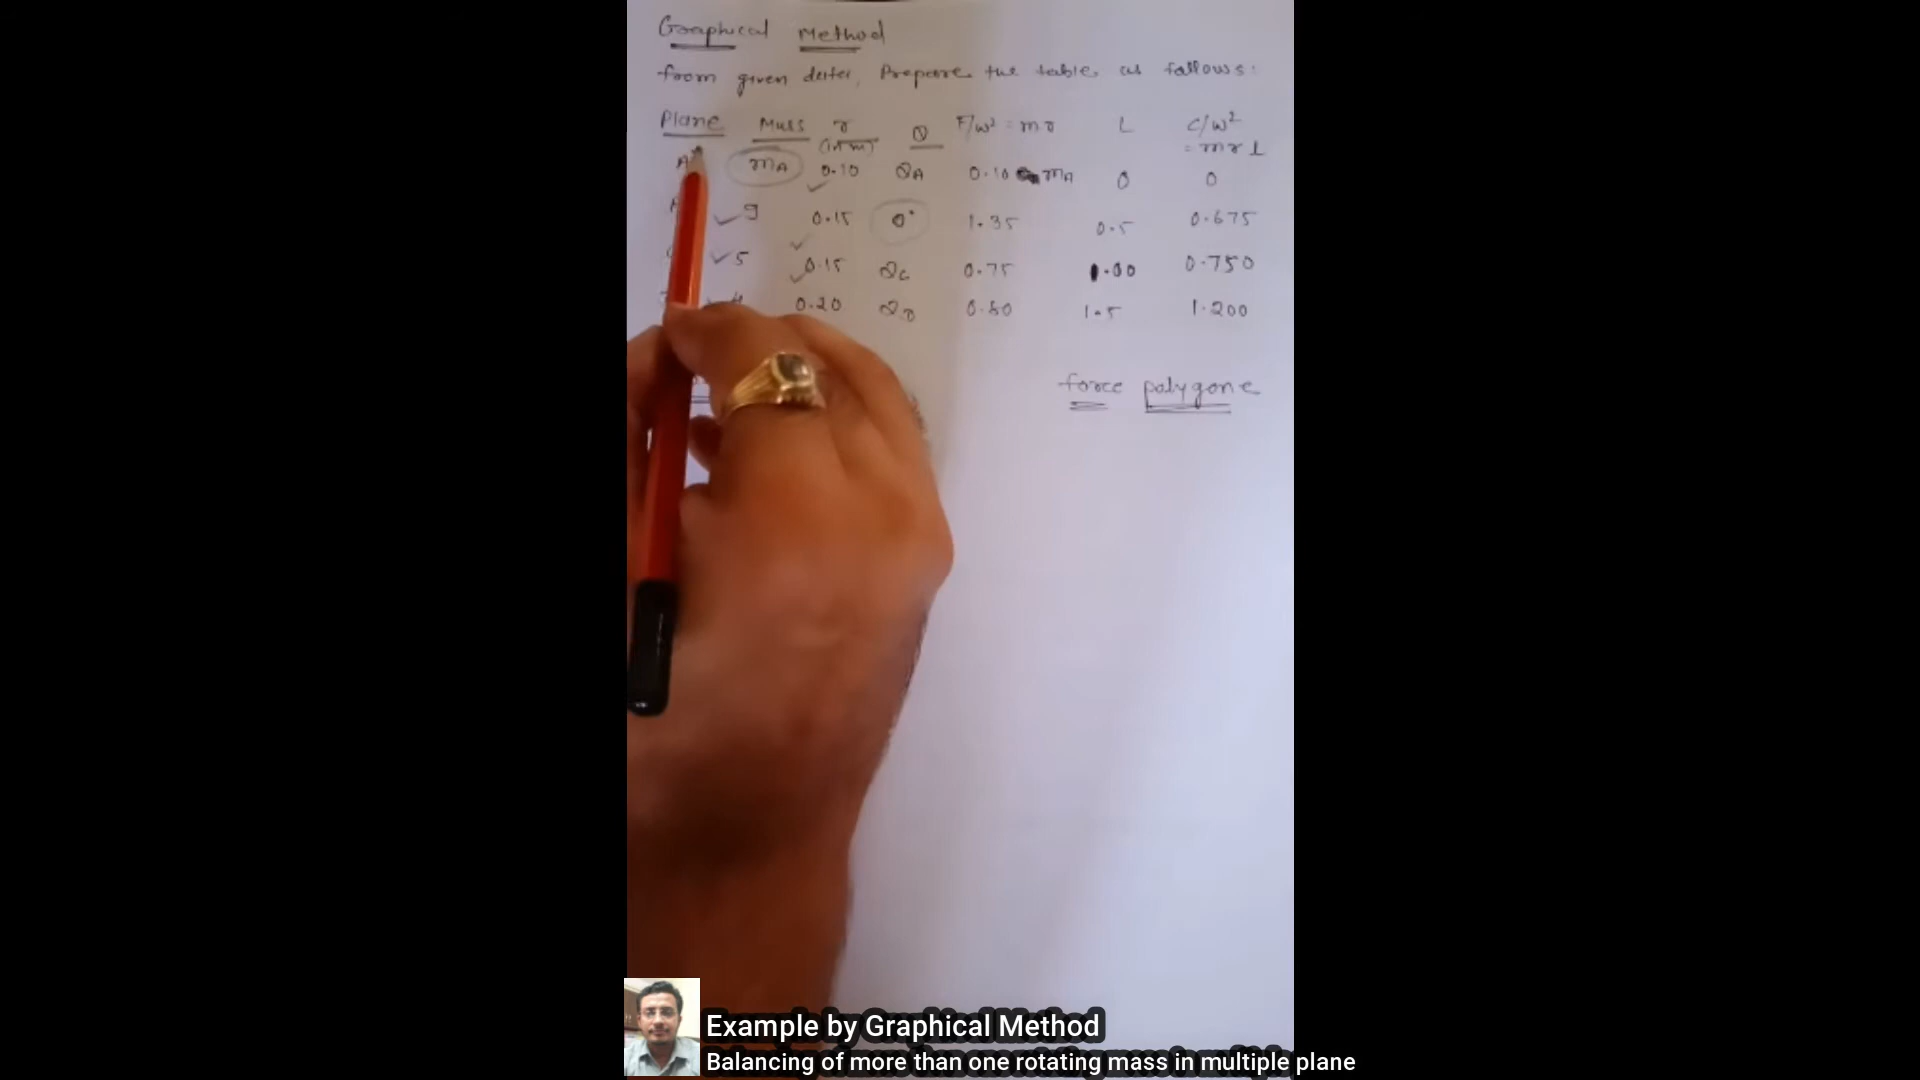 Graphical Method
from given data, Prepare the table as follows:
Plane Mass r (in m) θ F/ω² = mr L C/ω² = mrL
A mA 0.10 θA 0.10 mA 0 0
9 0.15 0° 1.35 0.5 0.675
5 0.15 θC 0.75 1.00 0.750
4 0.20 θD 0.80 1.5 1.200
force polygone
Example by Graphical Method
Balancing of more than one rotating mass in multiple plane